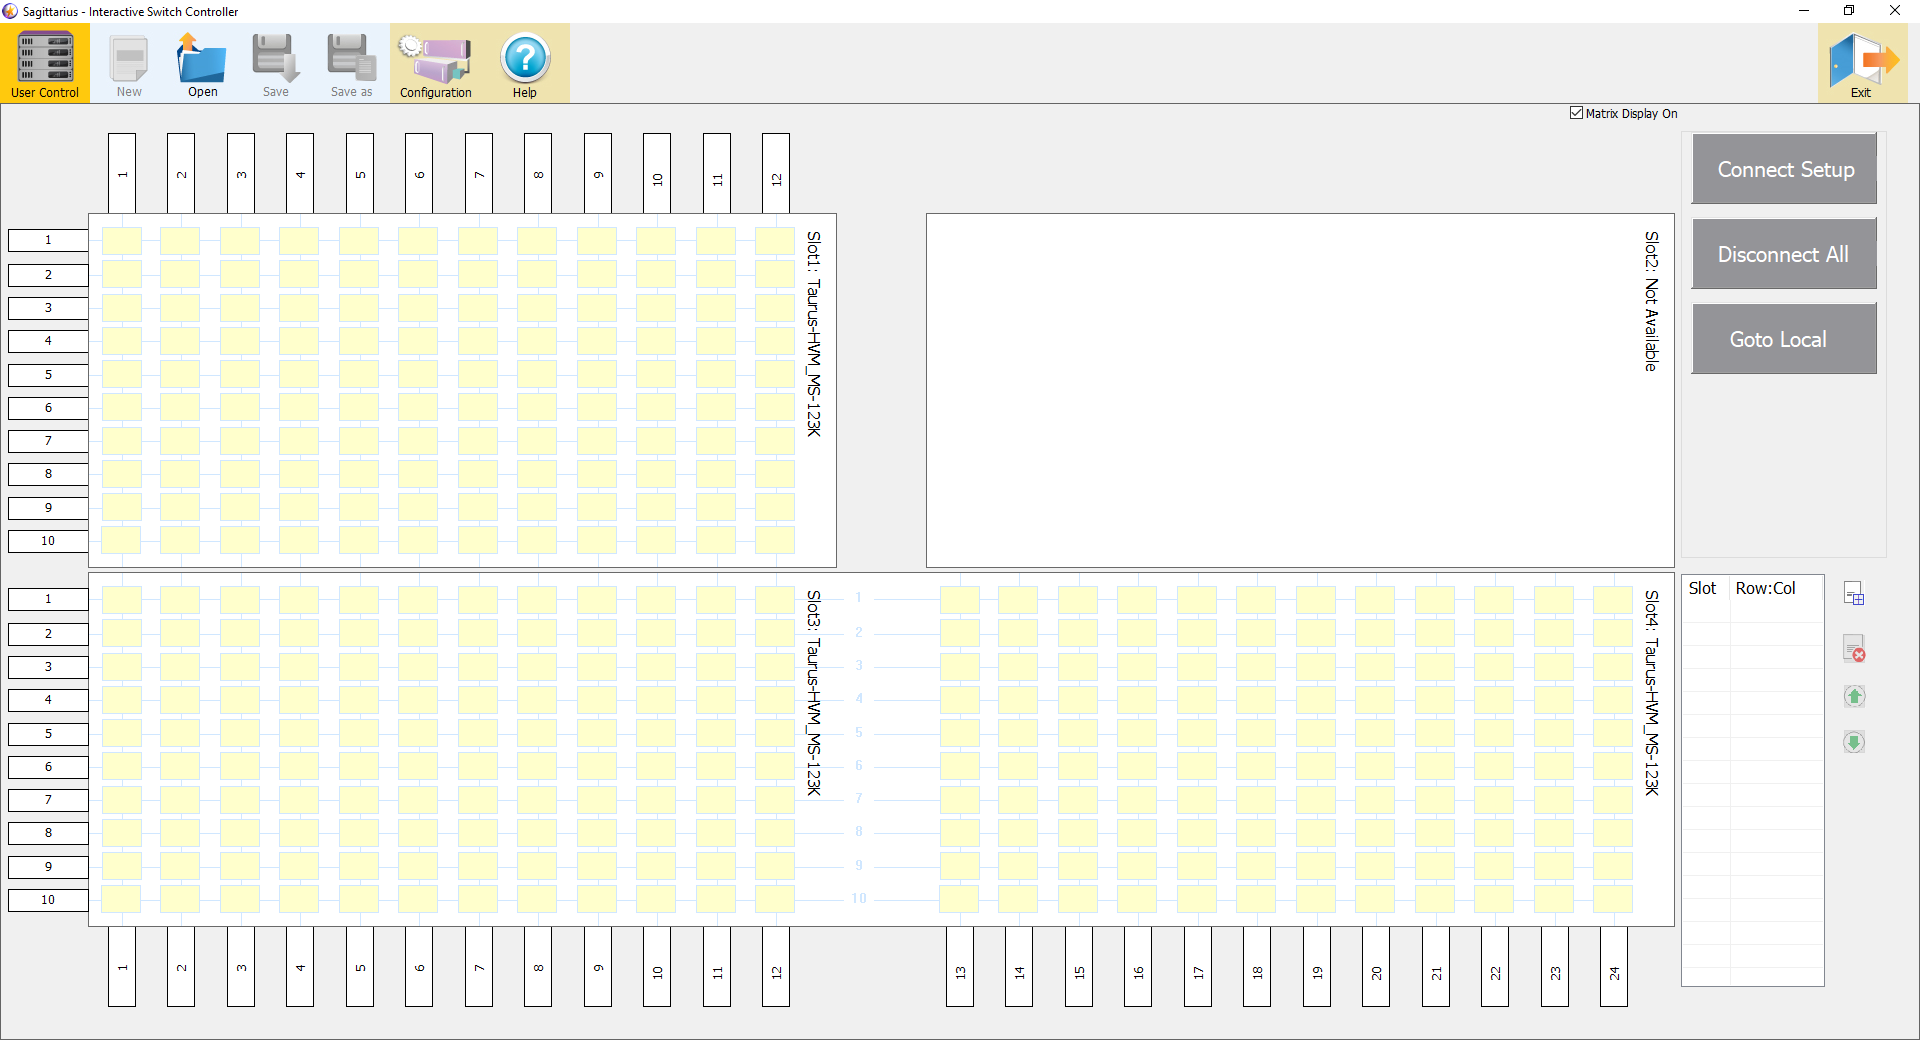 Sagittarius - Interactive Switch Controller
User Control
New
Open
Save
Save as
Configuration
Help
Exit
Matrix Display On
1 2 3 4 5 6 7 8 9 10 11 12
1
2
3
4
5
6
7
8
9
10
Slot1: Taurus-HVM_MS-123K
Slot2: Not Available
Connect Setup
Disconnect All
Goto Local
1
2
3
4
5
6
7
8
9
10
Slot3: Taurus-HVM_MS-123K
1
2
3
4
5
6
7
8
9
10
Slot4: Taurus-HVM_MS-123K
Slot Row:Col
1 2 3 4 5 6 7 8 9 10 11 12 13 14 15 16 17 18 19 20 21 22 23 24